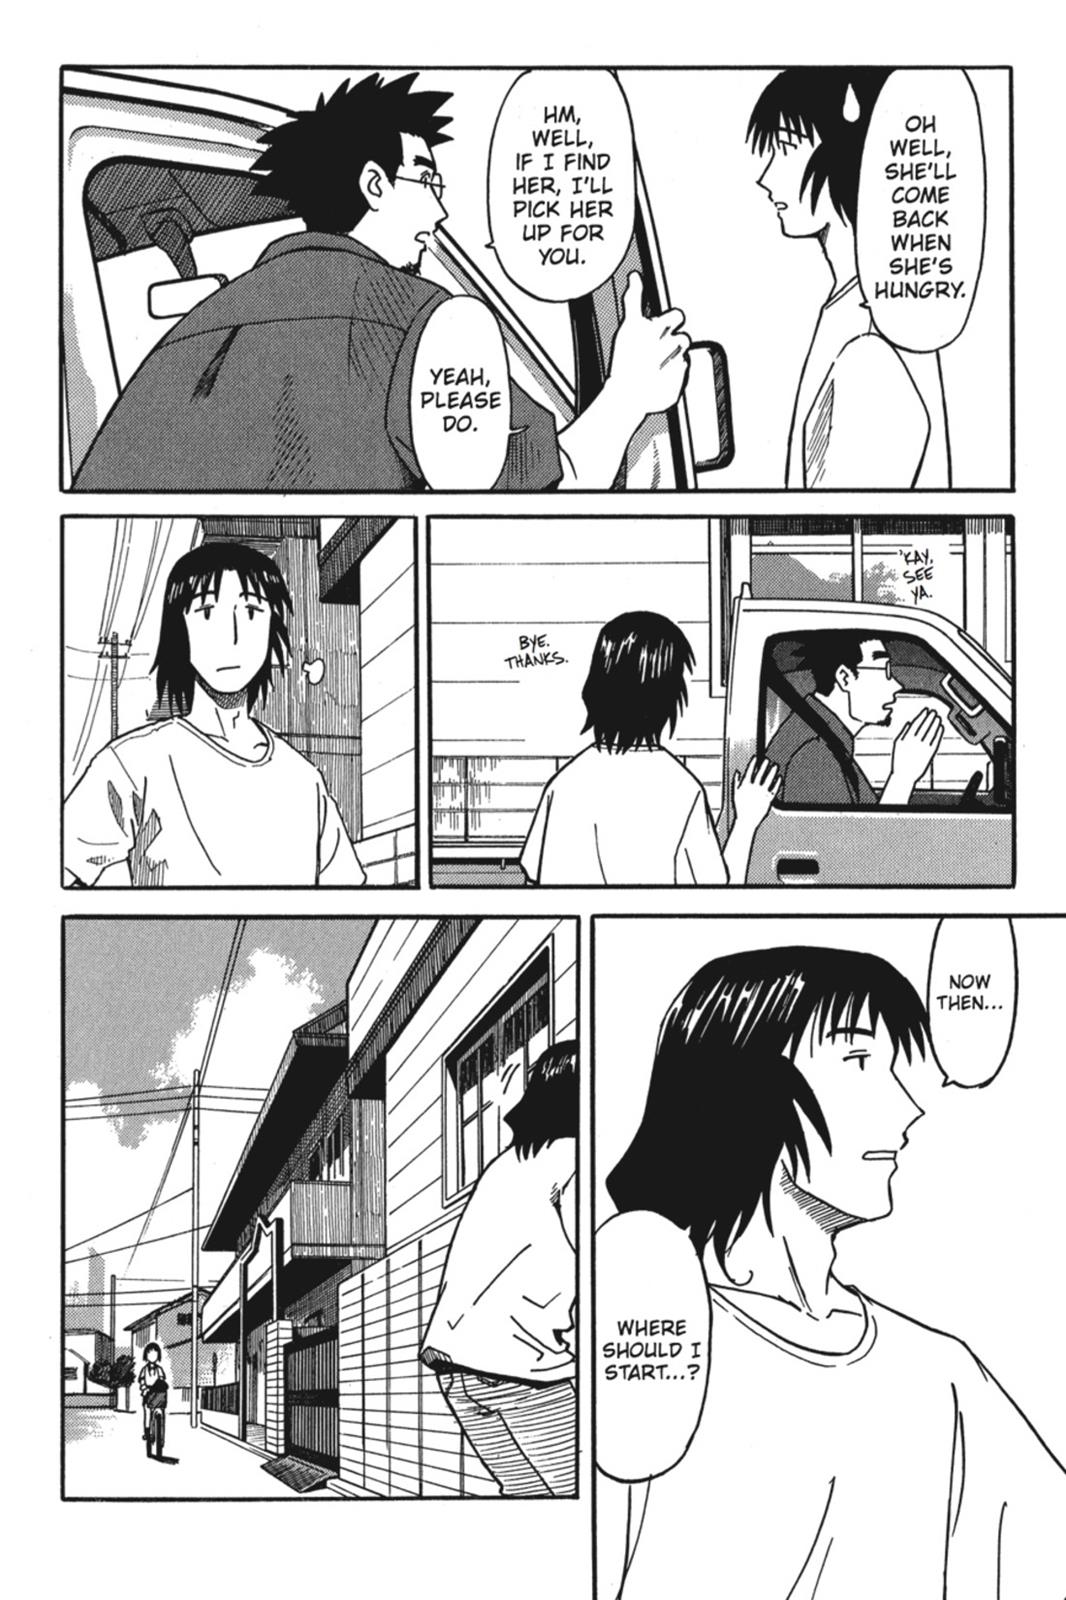 OH
WELL,
SHE'LL
COME
BACK
WHEN
SHE'S
HUNGRY.
HM,
WELL,
IF I FIND
HER, I'LL
PICK HER
UP FOR
YOU.
YEAH,
PLEASE
DO.
'KAY,
SEE
YA.
BYE.
THANKS.
NOW
THEN...
WHERE
SHOULD I
START...?